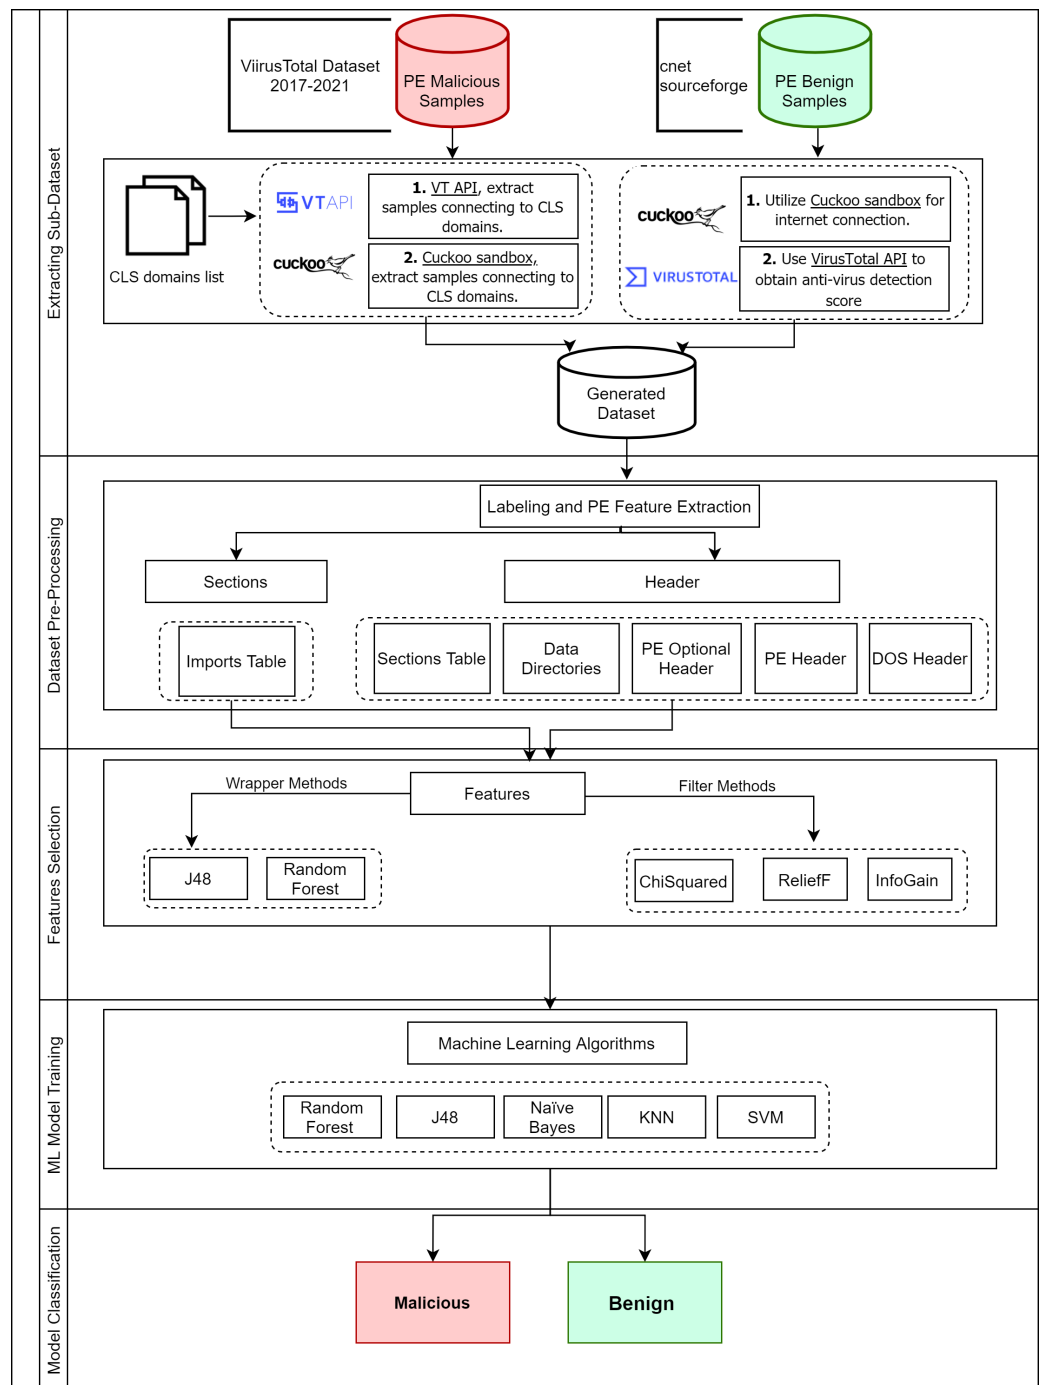 Extracting Sub-Dataset
ViirusTotal Dataset
2017-2021
PE Malicious
Samples
cnet
sourceforge
PE Benign
Samples
CLS domains list
VTAPI
cuckoo
1. VT API, extract
samples connecting to CLS
domains.
2. Cuckoo sandbox,
extract samples connecting to
CLS domains.
cuckoo
VIRUSTOTAL
1. Utilize Cuckoo sandbox for
internet connection.
2. Use VirusTotal API to
obtain anti-virus detection
score
Generated
Dataset
Dataset Pre-Processing
Labeling and PE Feature Extraction
Sections
Header
Imports Table
Sections Table
Data
Directories
PE Optional
Header
PE Header
DOS Header
Features Selection
Features
Wrapper Methods
Filter Methods
J48
Random
Forest
ChiSquared
ReliefF
InfoGain
ML Model Training
Machine Learning Algorithms
Random
Forest
J48
Naïve
Bayes
KNN
SVM
Model Classification
Malicious
Benign